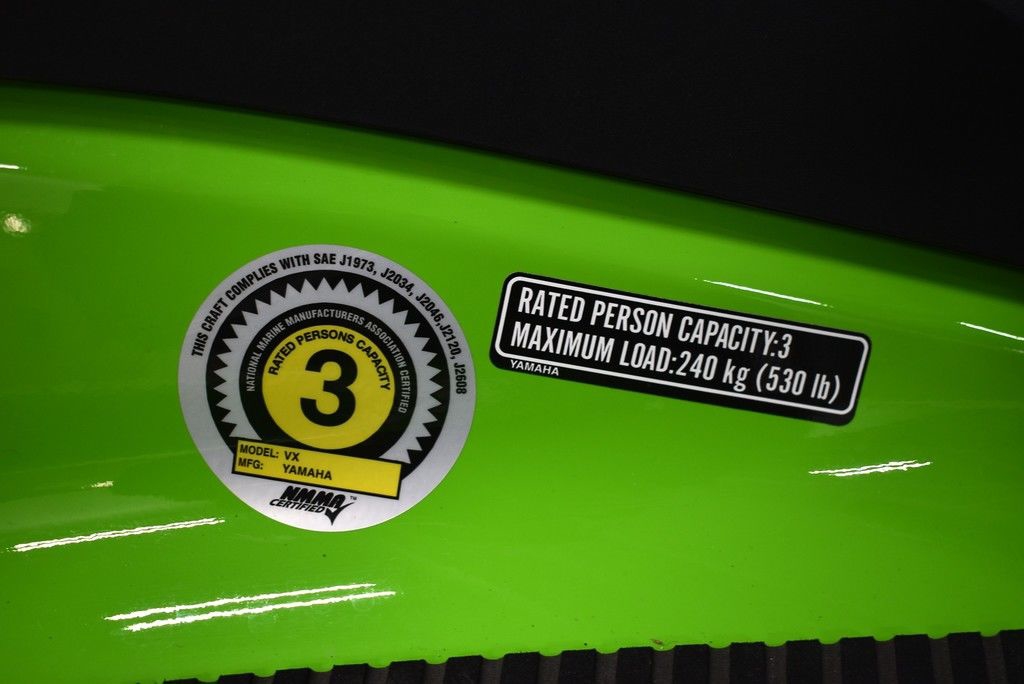 THIS CRAFT COMPLIES WITH SAE J1973, J2034, J2046,J2120, J2608
NATIONAL MARINE MANUFACTURERS ASSOCIATION CERTIFIED
RATED PERSONS CAPACITY
3
MODEL: VX
MFG: YAMAHA
NMMA ™
CERTIFIED
RATED PERSON CAPACITY:3
MAXIMUM LOAD:240 kg (530 lb)
YAMAHA